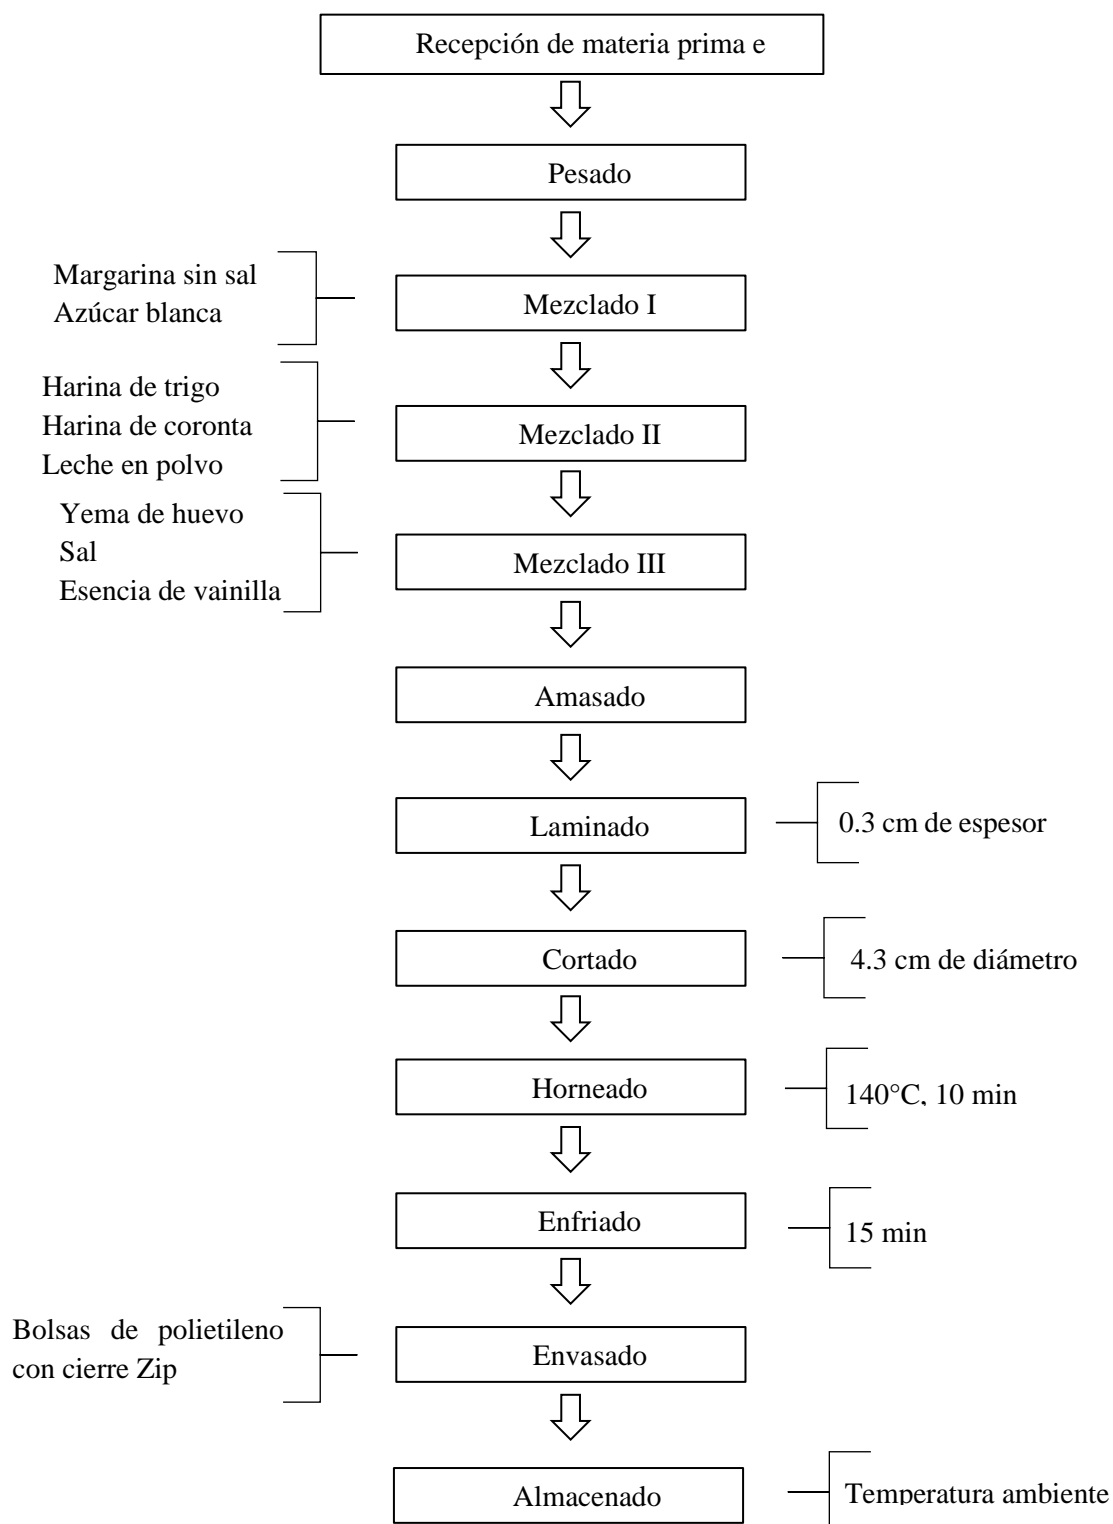 Recepción de materia prima e
Pesado
Margarina sin sal
Azúcar blanca
Mezclado I
Harina de trigo
Harina de coronta
Leche en polvo
Mezclado II
Yema de huevo
Sal
Esencia de vainilla
Mezclado III
Amasado
Laminado
0.3 cm de espesor
Cortado
4.3 cm de diámetro
Horneado
140°C, 10 min
Enfriado
15 min
Bolsas de polietileno
con cierre Zip
Envasado
Almacenado
Temperatura ambiente